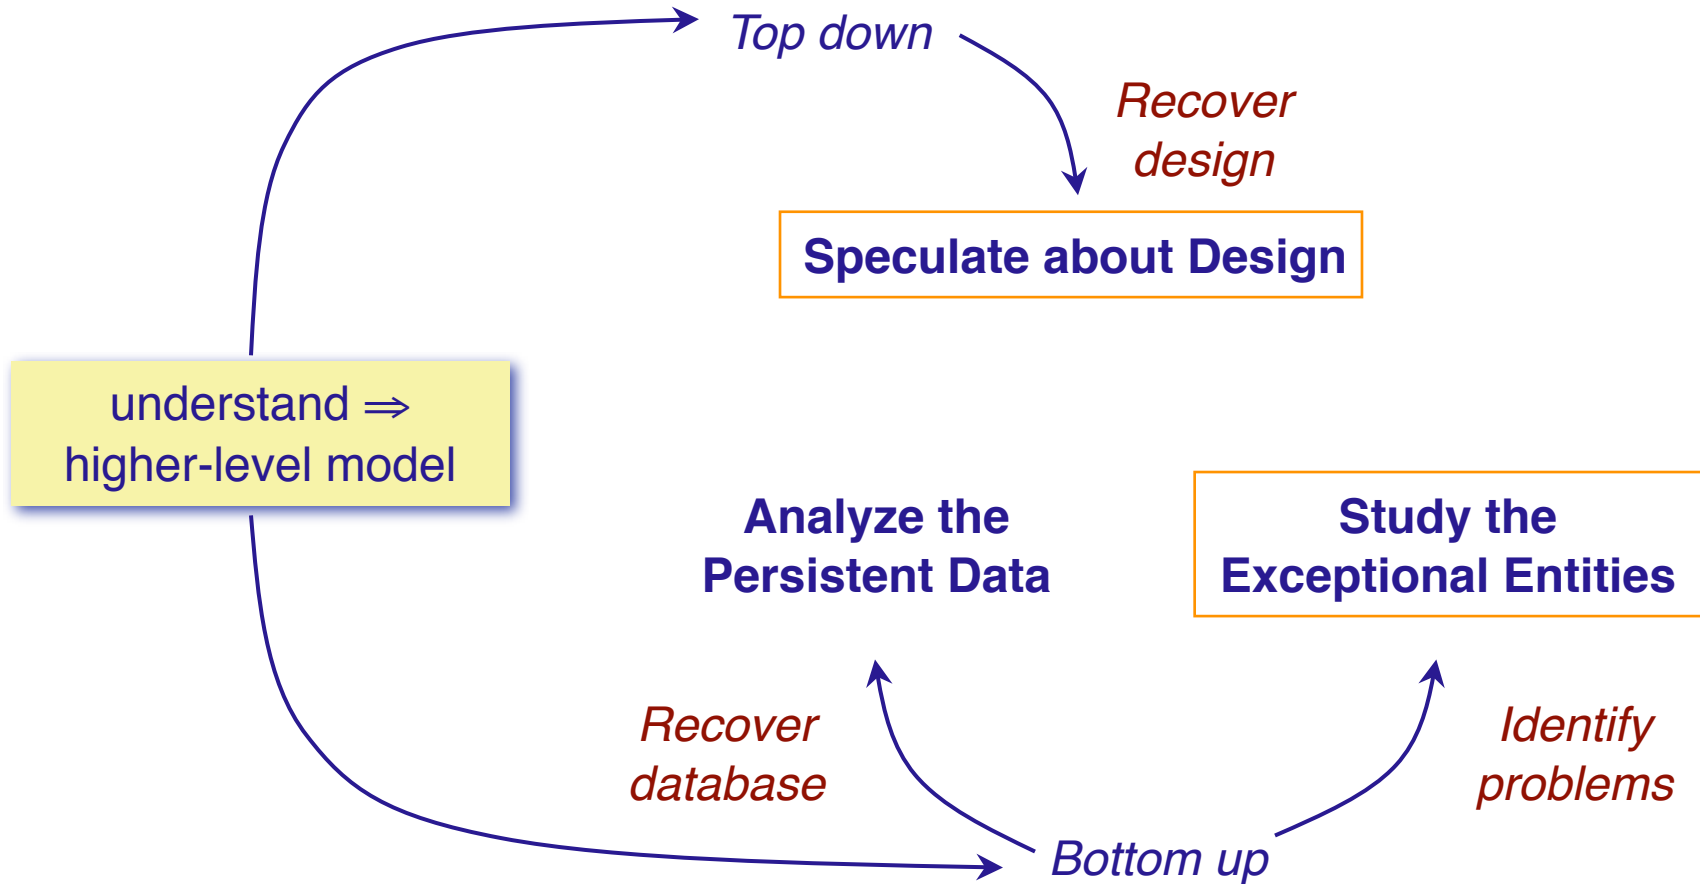 Top down
Recover
design
Speculate about Design
understand ⇒
higher-level model
Analyze the
Persistent Data
Study the
Exceptional Entities
Recover
database
Identify
problems
Bottom up